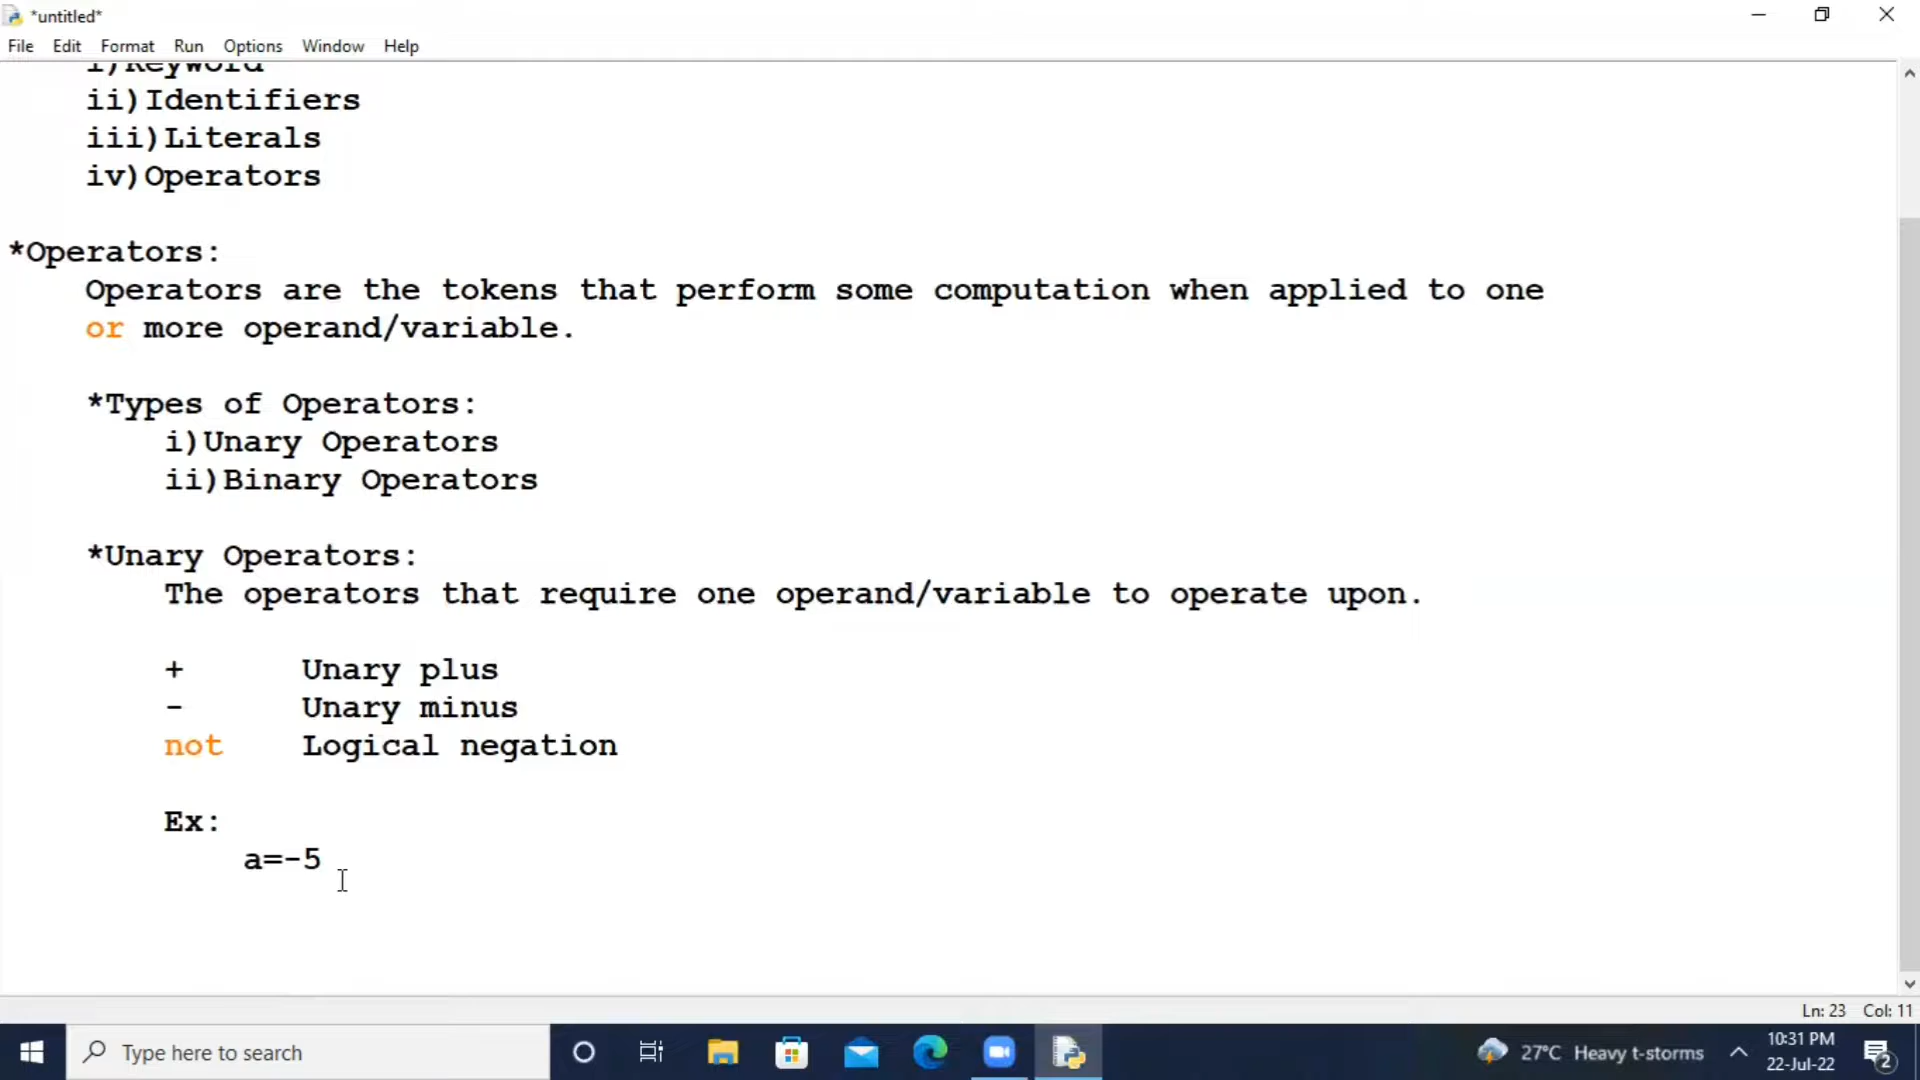 *untitled*
File Edit Format Run Options Window Help
i)Keyword
ii)Identifiers
iii)Literals
iv)Operators
*Operators:
Operators are the tokens that perform some computation when applied to one
or more operand/variable.
*Types of Operators:
i)Unary Operators
ii)Binary Operators
*Unary Operators:
The operators that require one operand/variable to operate upon.
+ Unary plus
- Unary minus
not Logical negation
Ex:
a=-5
Ln: 23 Col: 11
Type here to search
27°C Heavy t-storms
10:31 PM
22-Jul-22
2